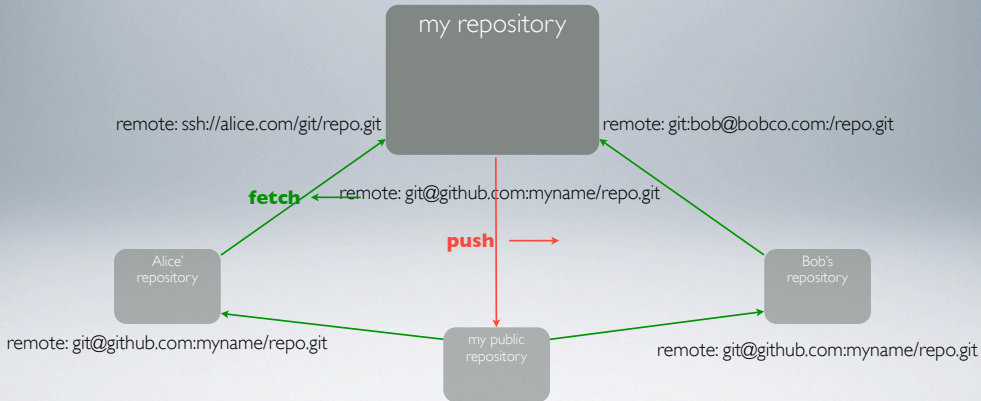 my repository
remote: ssh://alice.com/git/repo.git
remote: git:bob@bobco.com:/repo.git
fetch
remote: git@github.com:myname/repo.git
push
Alice'
repository
Bob's
repository
remote: git@github.com:myname/repo.git
my public
repository
remote: git@github.com:myname/repo.git